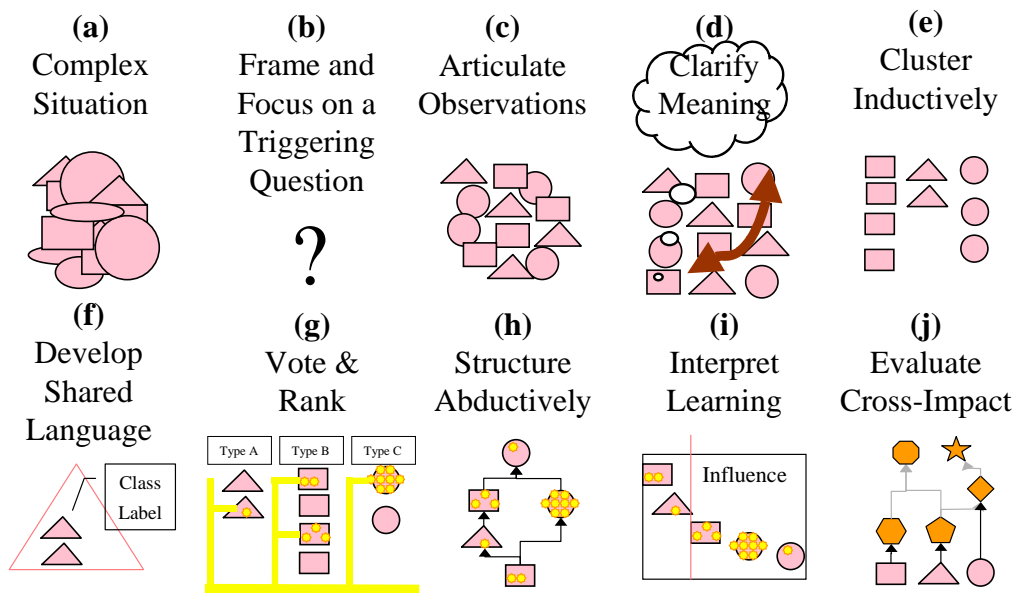 (a)
Complex
Situation
(b)
Frame and
Focus on a
Triggering
Question
?
(c)
Articulate
Observations
(d)
Clarify
Meaning
(e)
Cluster
Inductively
(f)
Develop
Shared
Language
Class
Label
(g)
Vote &
Rank
Type A
Type B
Type C
(h)
Structure
Abductively
(i)
Interpret
Learning
Influence
(j)
Evaluate
Cross-Impact